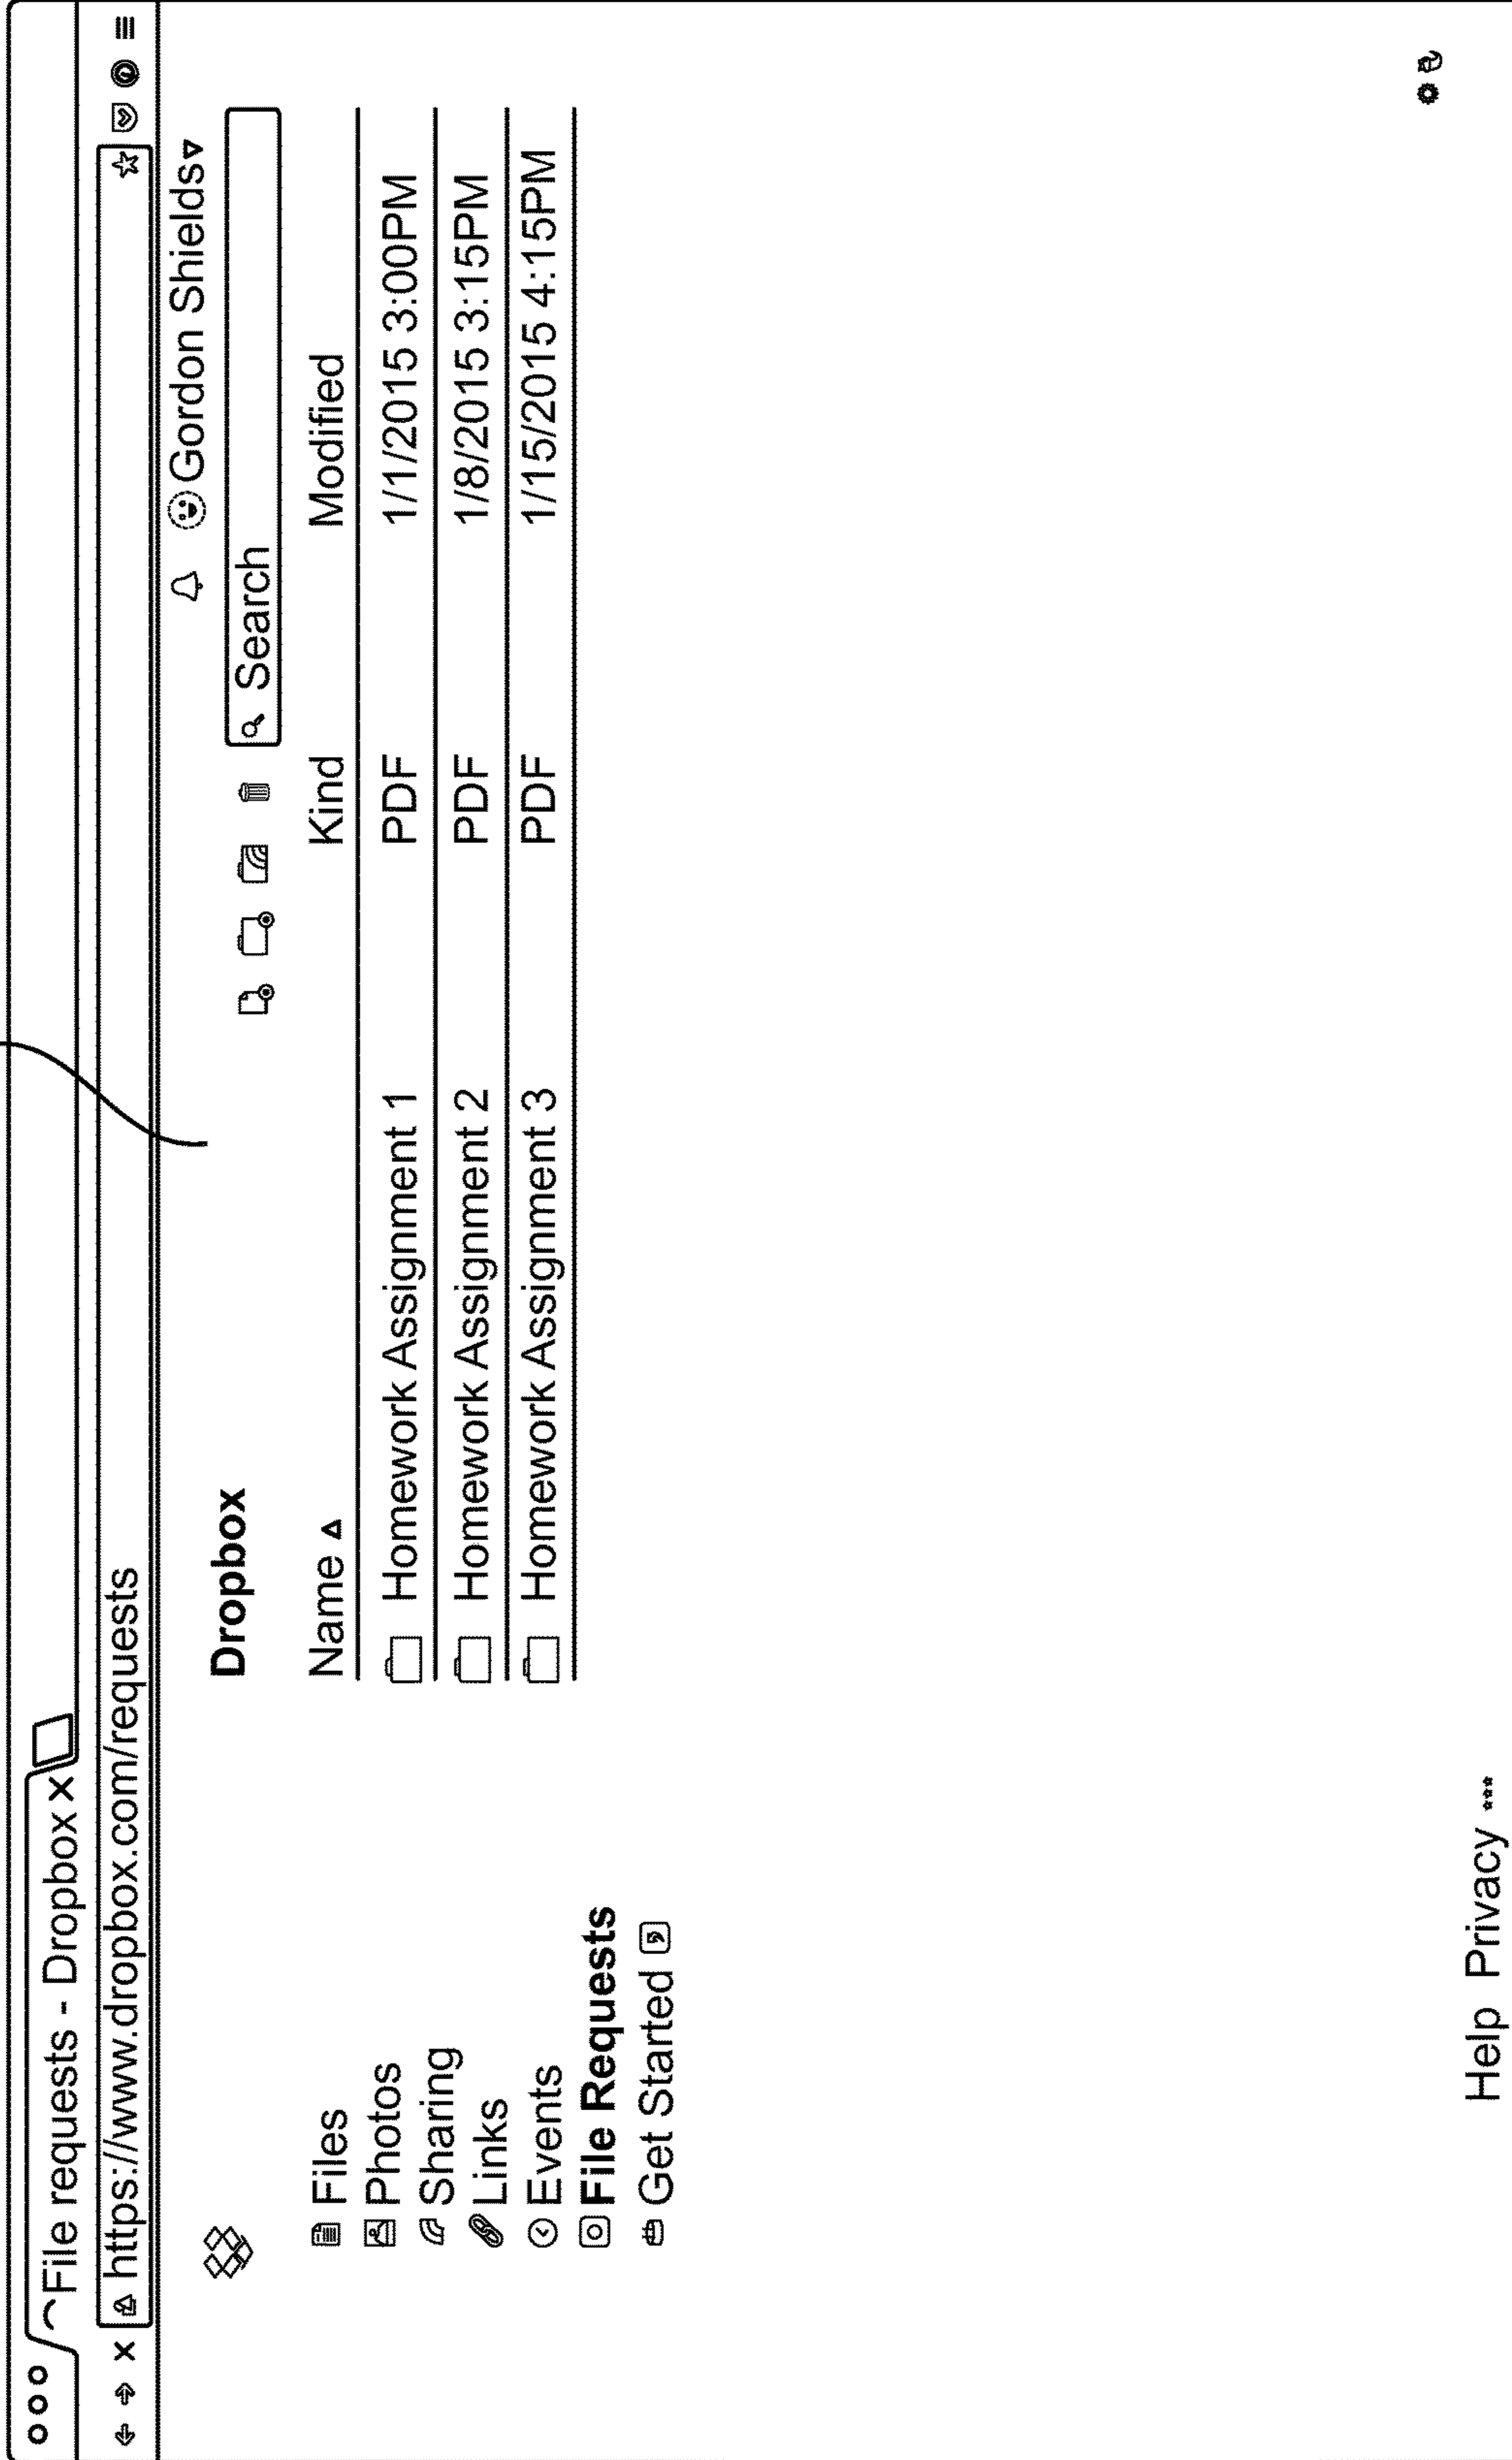 File requests - Dropbox
https://www.dropbox.com/requests
Gordon Shields
Dropbox
Search
Name Kind Modified
Homework Assignment 1 PDF 1/1/2015 3:00PM
Homework Assignment 2 PDF 1/8/2015 3:15PM
Homework Assignment 3 PDF 1/15/2015 4:15PM
Files
Photos
Sharing
Links
Events
File Requests
Get Started
Help Privacy